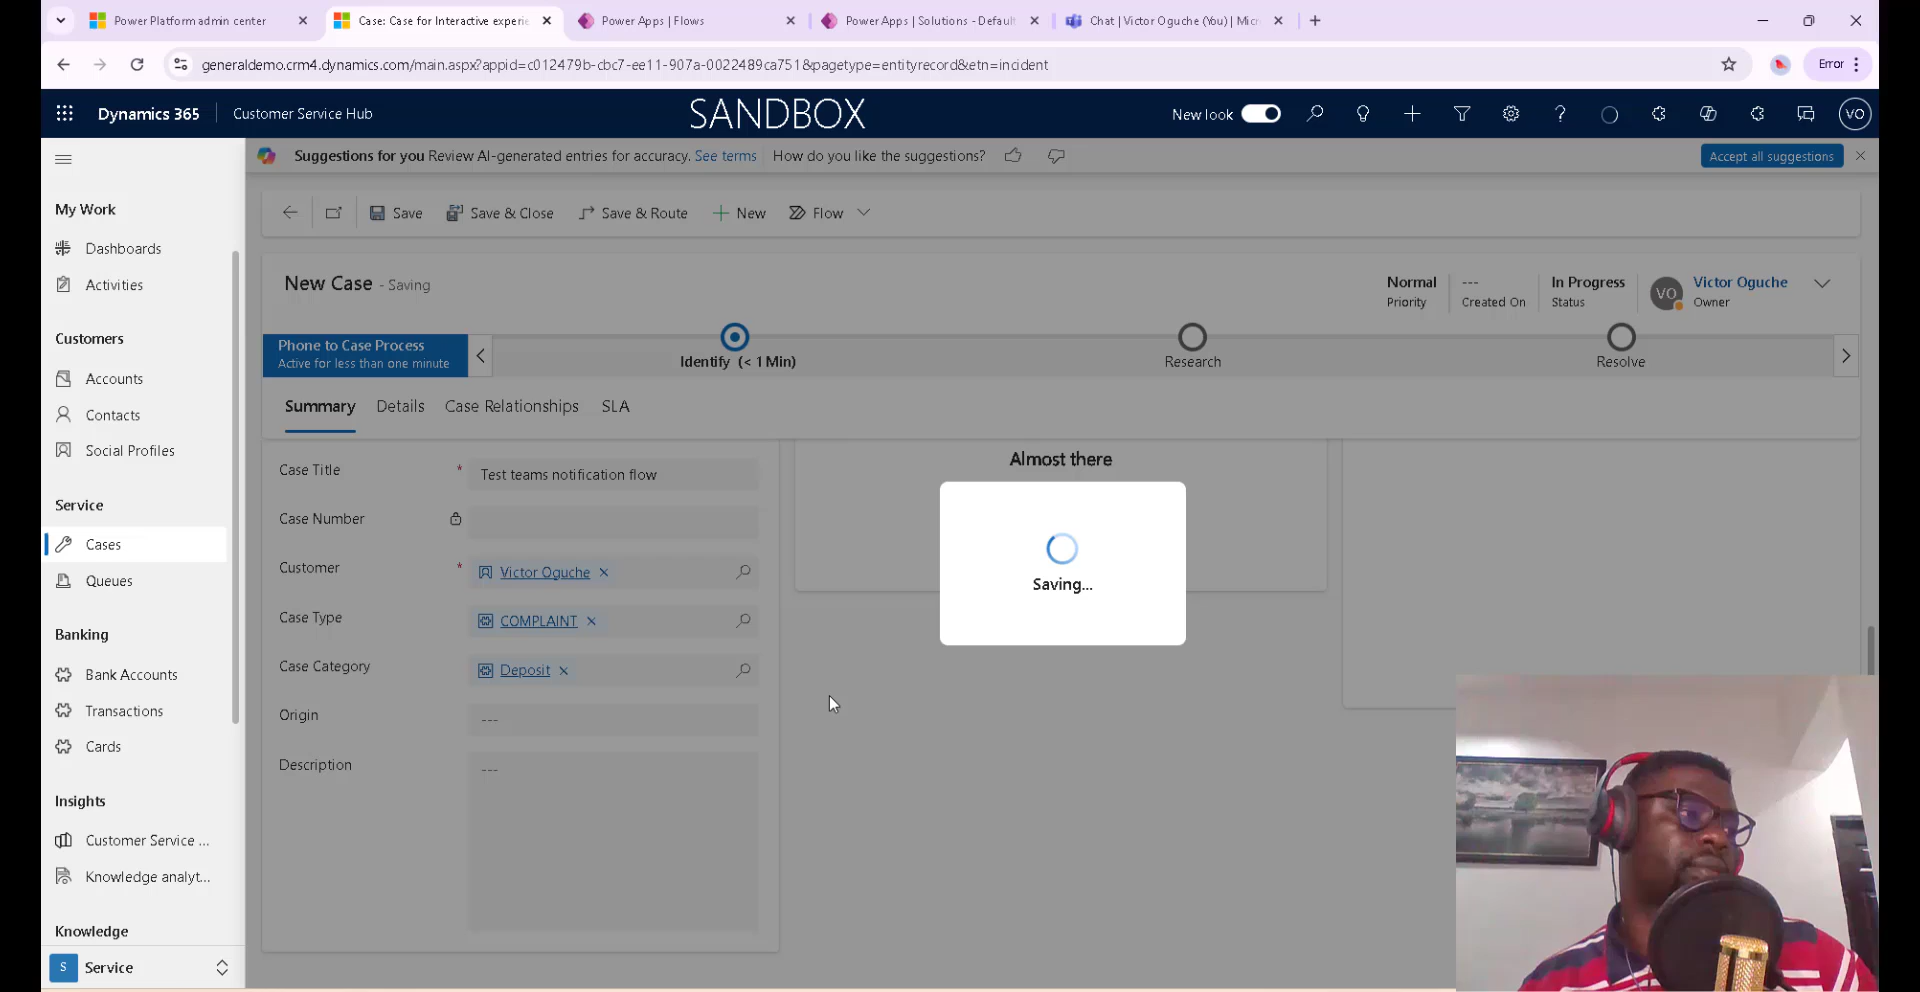 Power Platform admin center
Case: Case for Interactive experie
Power Apps | Flows
Power Apps | Solutions - Default
Chat | Victor Oguche (You) | Micr
generaldemo.crm4.dynamics.com/main.aspx?appid=c012479b-cbc7-ee11-907a-0022489ca751&pagetype=entityrecord&etn=incident
Error
Dynamics 365
Customer Service Hub
SANDBOX
New look
VO
Suggestions for you Review AI-generated entries for accuracy. See terms
How do you like the suggestions?
Accept all suggestions
My Work
Dashboards
Activities
Customers
Accounts
Contacts
Social Profiles
Service
Cases
Queues
Banking
Bank Accounts
Transactions
Cards
Insights
Customer Service ...
Knowledge analyt...
Knowledge
S Service
Save
Save & Close
Save & Route
New
Flow
New Case - Saving
Normal
Priority
---
Created On
In Progress
Status
VO
Victor Oguche
Owner
Phone to Case Process
Active for less than one minute
Identify (< 1 Min)
Research
Resolve
Summary
Details
Case Relationships
SLA
Case Title * Test teams notification flow
Case Number
Customer * Victor Oguche
Case Type COMPLAINT
Case Category Deposit
Origin ---
Description ---
Almost there
Saving...